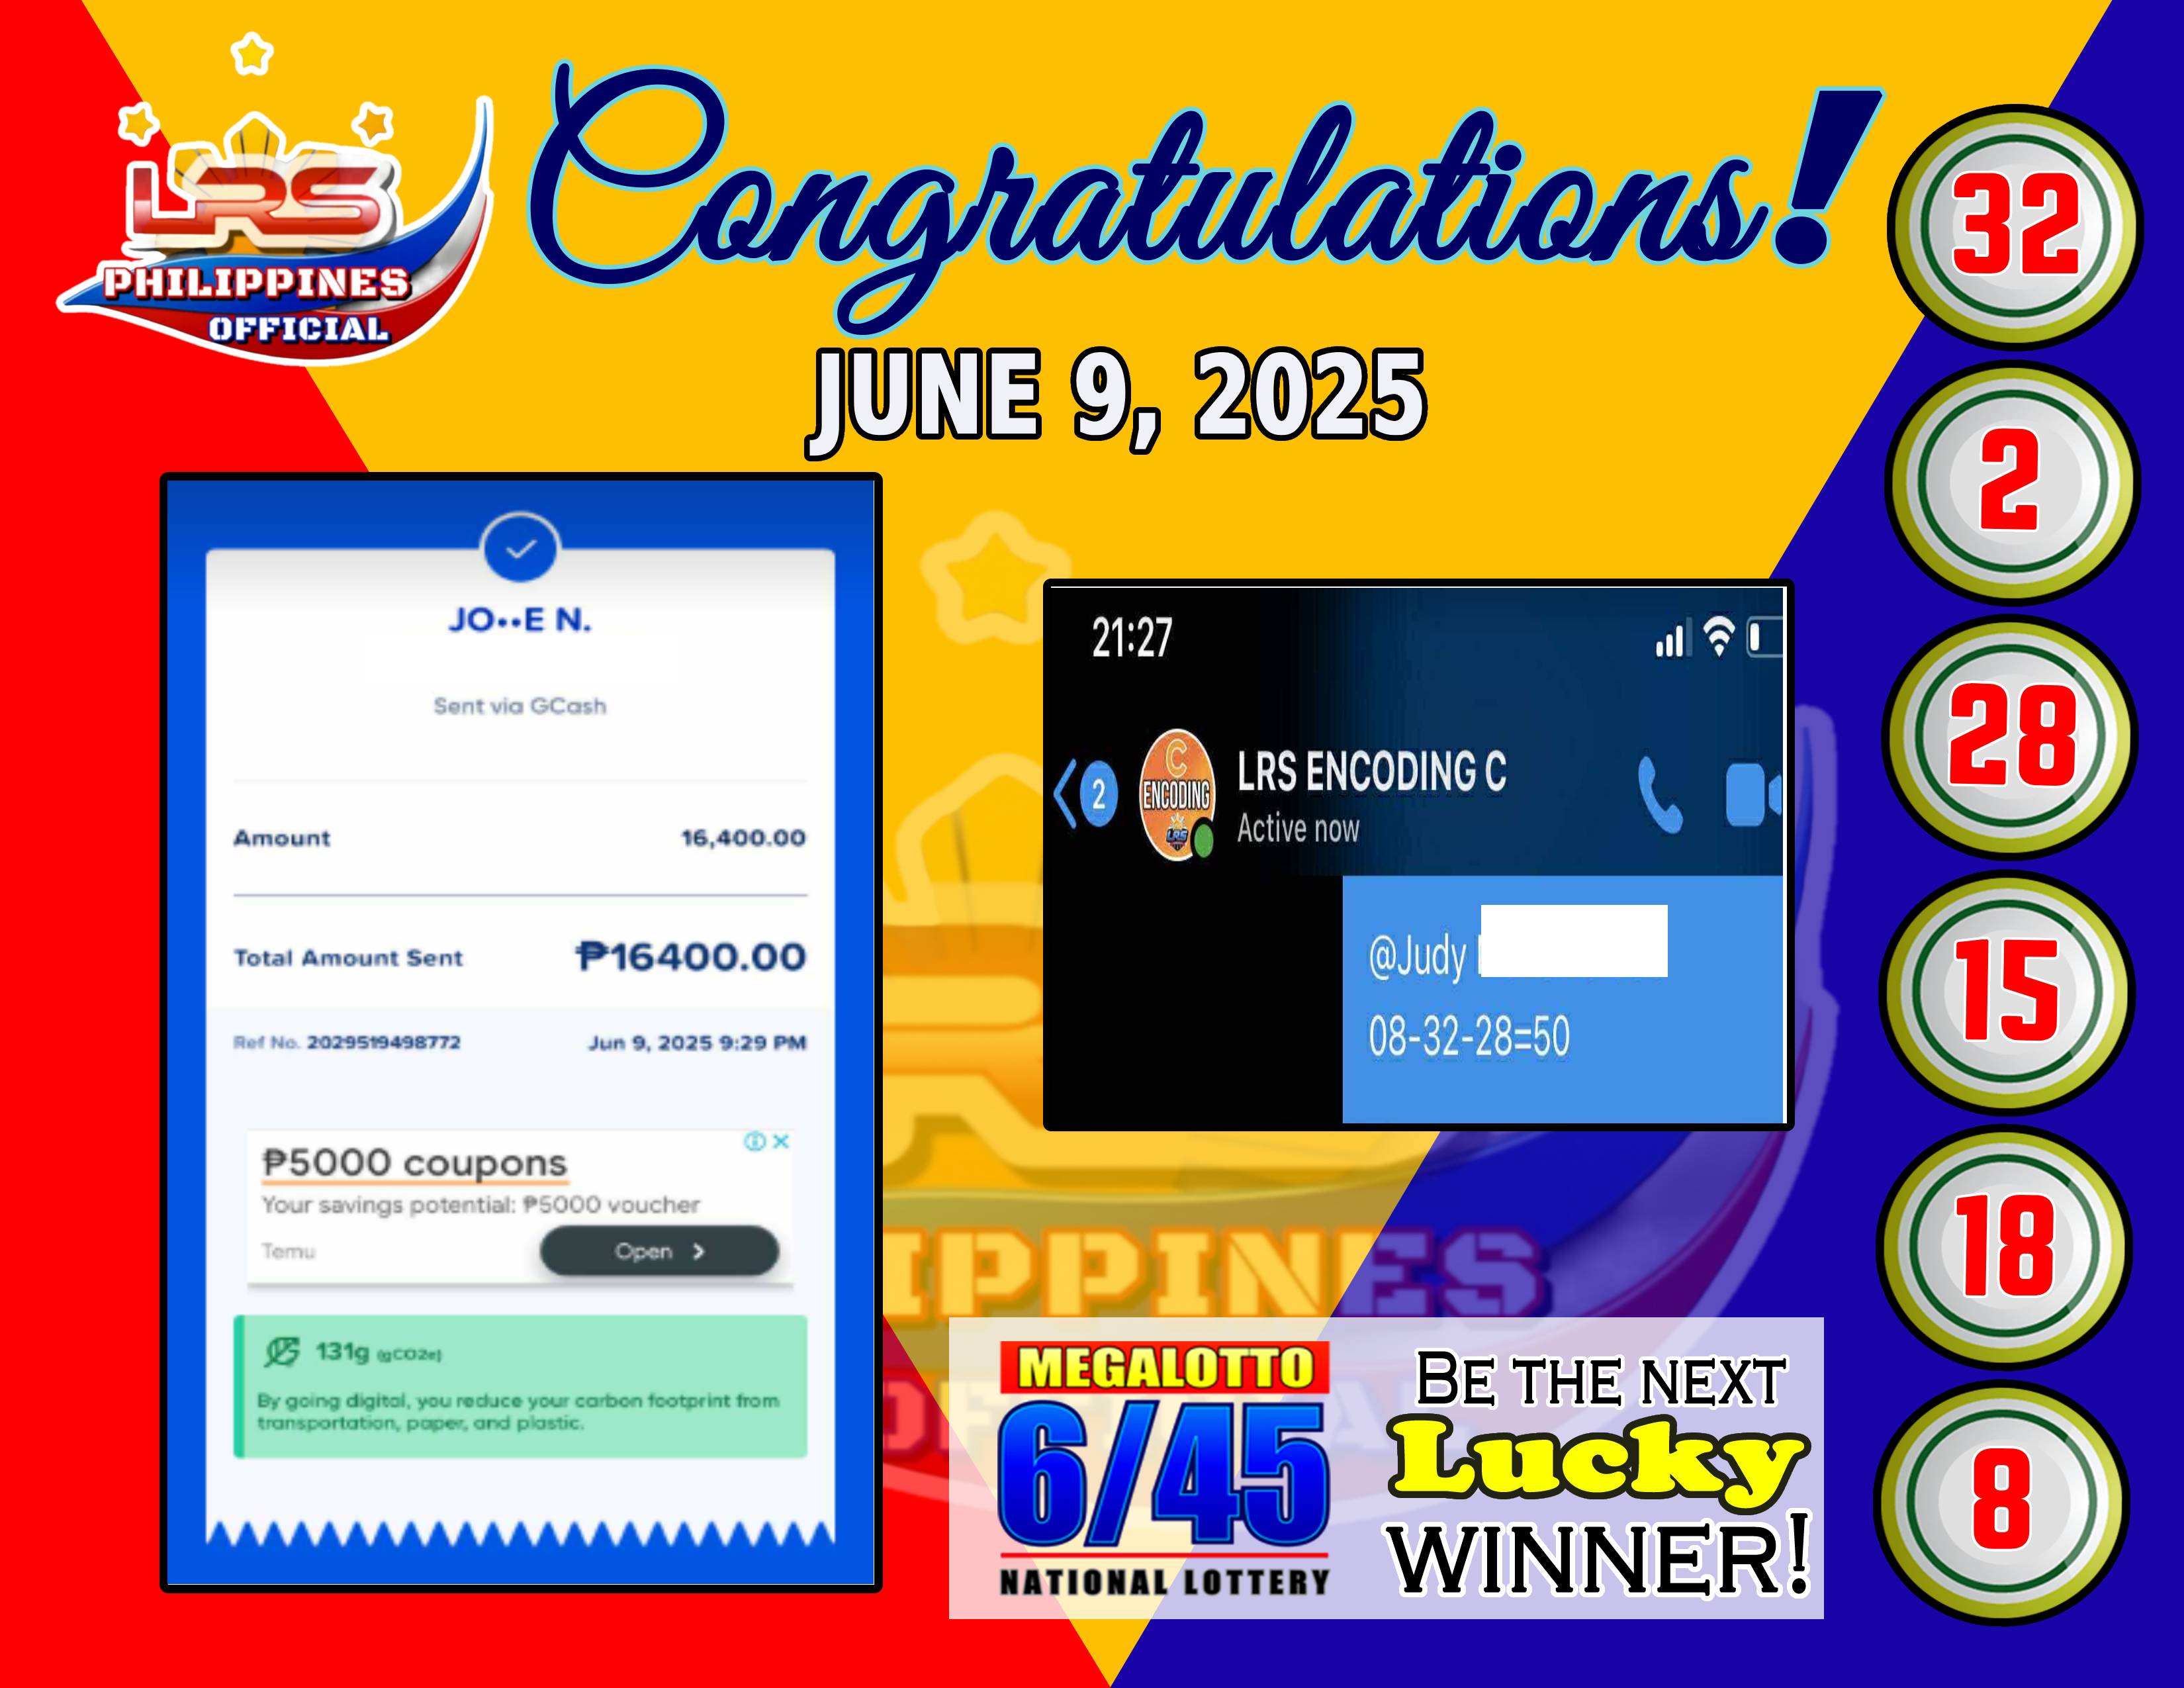 LRS
PHILIPPINES
OFFICIAL
Congratulations!
JUNE 9, 2025
JO••E N.
Sent via GCash
Amount 16,400.00
Total Amount Sent ₱16400.00
Ref No. 2029519498772 Jun 9, 2025 9:29 PM
₱5000 coupons
Your savings potential: ₱5000 voucher
Temu Open >
131g (gCO2e)
By going digital, you reduce your carbon footprint from
transportation, paper, and plastic.
21:27
2
C
ENCODING
LRS
LRS ENCODING C
Active now
@Judy
08-32-28=50
IPPINES
MEGALOTTO
6/45
NATIONAL LOTTERY
BE THE NEXT
Lucky
WINNER!
32
2
28
15
18
8